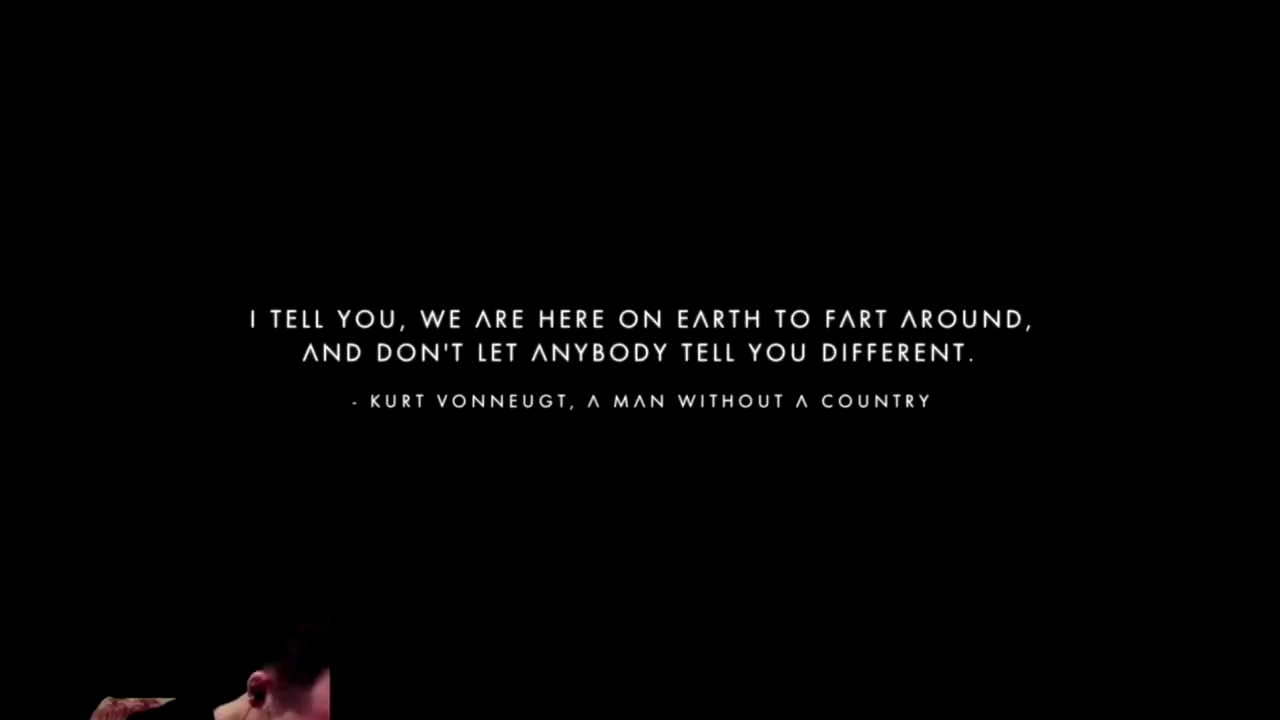 I TELL YOU, WE ARE HERE ON EARTH TO FART AROUND,
AND DON'T LET ANYBODY TELL YOU DIFFERENT.
- KURT VONNEUGT, A MAN WITHOUT A COUNTRY